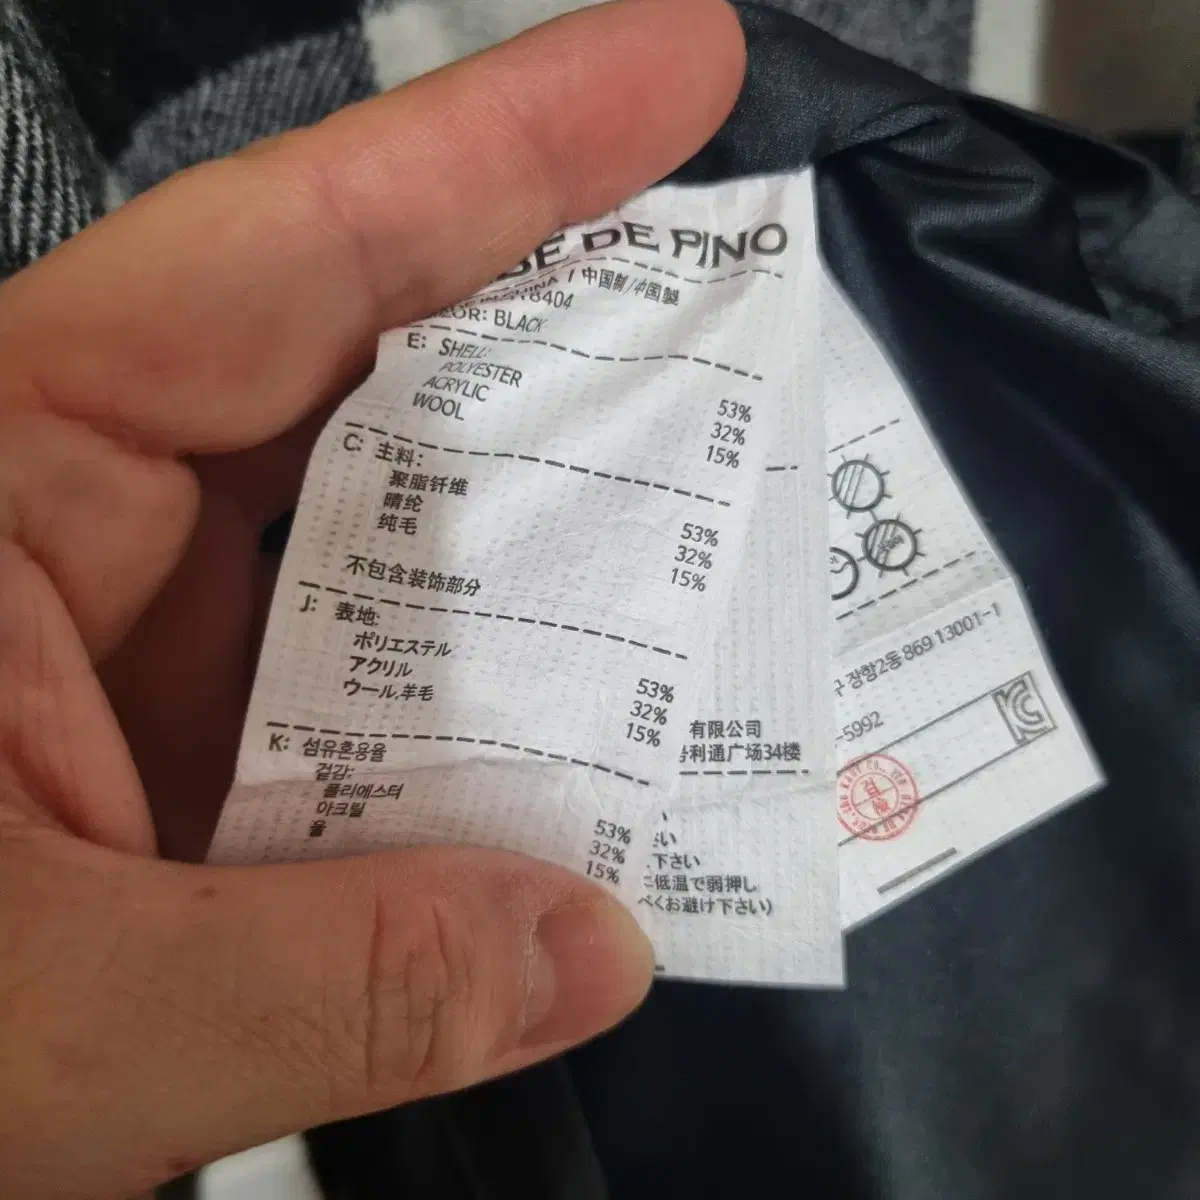 DE PINO
中国制/中国製
COLOR: BLACK
E: SHELL:
POLYESTER 53%
ACRYLIC 32%
WOOL 15%
C: 主料:
聚脂钎维 53%
晴纶 32%
纯毛 15%
不包含装饰部分
J: 表地:
ポリエステル 53%
アクリル 32%
ウール,羊毛 15%
K: 섬유혼용율
겉감:
폴리에스터 53%
아크릴 32%
울 15%
有限公司
利通广场34楼
い
下さい
低温で弱押し
くお避け下さい)
구 장항2동 869 13001-1
-5992